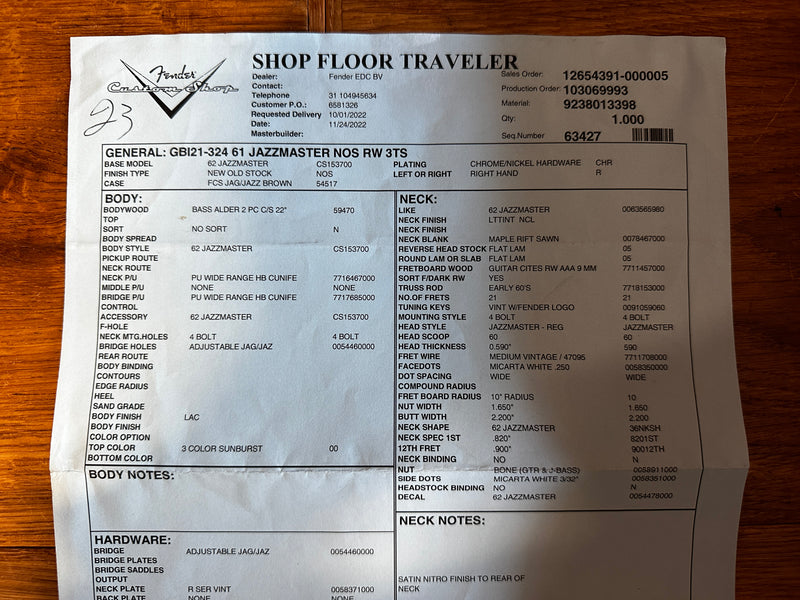 Fender
Custom Shop
23
SHOP FLOOR TRAVELER
Dealer: Fender EDC BV
Contact:
Telephone 31 104945634
Customer P.O.: 6581326
Requested Delivery 10/01/2022
Date: 11/24/2022
Masterbuilder:
Sales Order: 12654391-000005
Production Order: 103069993
Material: 9238013398
Qty: 1.000
Seq.Number 63427
GENERAL: GBI21-324 61 JAZZMASTER NOS RW 3TS
BASE MODEL 62 JAZZMASTER CS153700 PLATING CHROME/NICKEL HARDWARE CHR
FINISH TYPE NEW OLD STOCK NOS LEFT OR RIGHT RIGHT HAND R
CASE FCS JAG/JAZZ BROWN 54517
BODY:
BODYWOOD BASS ALDER 2 PC C/S 22" 59470
TOP
SORT NO SORT N
BODY SPREAD
BODY STYLE 62 JAZZMASTER CS153700
PICKUP ROUTE
NECK ROUTE
NECK P/U PU WIDE RANGE HB CUNIFE 7716467000
MIDDLE P/U NONE NONE
BRIDGE P/U PU WIDE RANGE HB CUNIFE 7717685000
CONTROL
ACCESSORY 62 JAZZMASTER CS153700
F-HOLE
NECK MTG.HOLES 4 BOLT 4 BOLT
BRIDGE HOLES ADJUSTABLE JAG/JAZ 0054460000
REAR ROUTE
BODY BINDING
CONTOURS
EDGE RADIUS
HEEL
SAND GRADE
BODY FINISH LAC
BODY FINISH
COLOR OPTION
TOP COLOR 3 COLOR SUNBURST 00
BOTTOM COLOR
BODY NOTES:
HARDWARE:
BRIDGE ADJUSTABLE JAG/JAZ 0054460000
BRIDGE PLATES
BRIDGE SADDLES
OUTPUT
NECK PLATE R SER VINT 0058371000
BACK PLATE NONE NONE
NECK:
LIKE 62 JAZZMASTER 0063565980
NECK FINISH LTTINT NCL
NECK FINISH
NECK BLANK MAPLE RIFT SAWN 0078467000
REVERSE HEAD STOCK FLAT LAM 05
ROUND LAM OR SLAB FLAT LAM 05
FRETBOARD WOOD GUITAR CITES RW AAA 9 MM 7711457000
SORT F/DARK RW YES
TRUSS ROD EARLY 60'S 7718153000
NO.OF FRETS 21 21
TUNING KEYS VINT W/FENDER LOGO 0091059060
MOUNTING STYLE 4 BOLT 4 BOLT
HEAD STYLE JAZZMASTER - REG JAZZMASTER
HEAD SCOOP 60 60
HEAD THICKNESS 0.590" 590
FRET WIRE MEDIUM VINTAGE / 47095 7711708000
FACEDOTS MICARTA WHITE .250 0058350000
DOT SPACING WIDE WIDE
COMPOUND RADIUS
FRET BOARD RADIUS 10" RADIUS 10
NUT WIDTH 1.650" 1.650
BUTT WIDTH 2.200" 2.200
NECK SHAPE 62 JAZZMASTER 36NKSH
NECK SPEC 1ST .820" 8201ST
12TH FRET .900" 90012TH
NECK BINDING NO N
NUT BONE (GTR & J-BASS) 0058911000
SIDE DOTS MICARTA WHITE 3/32" 0058351000
HEADSTOCK BINDING NO N
DECAL 62 JAZZMASTER 0054478000
NECK NOTES:
SATIN NITRO FINISH TO REAR OF
NECK